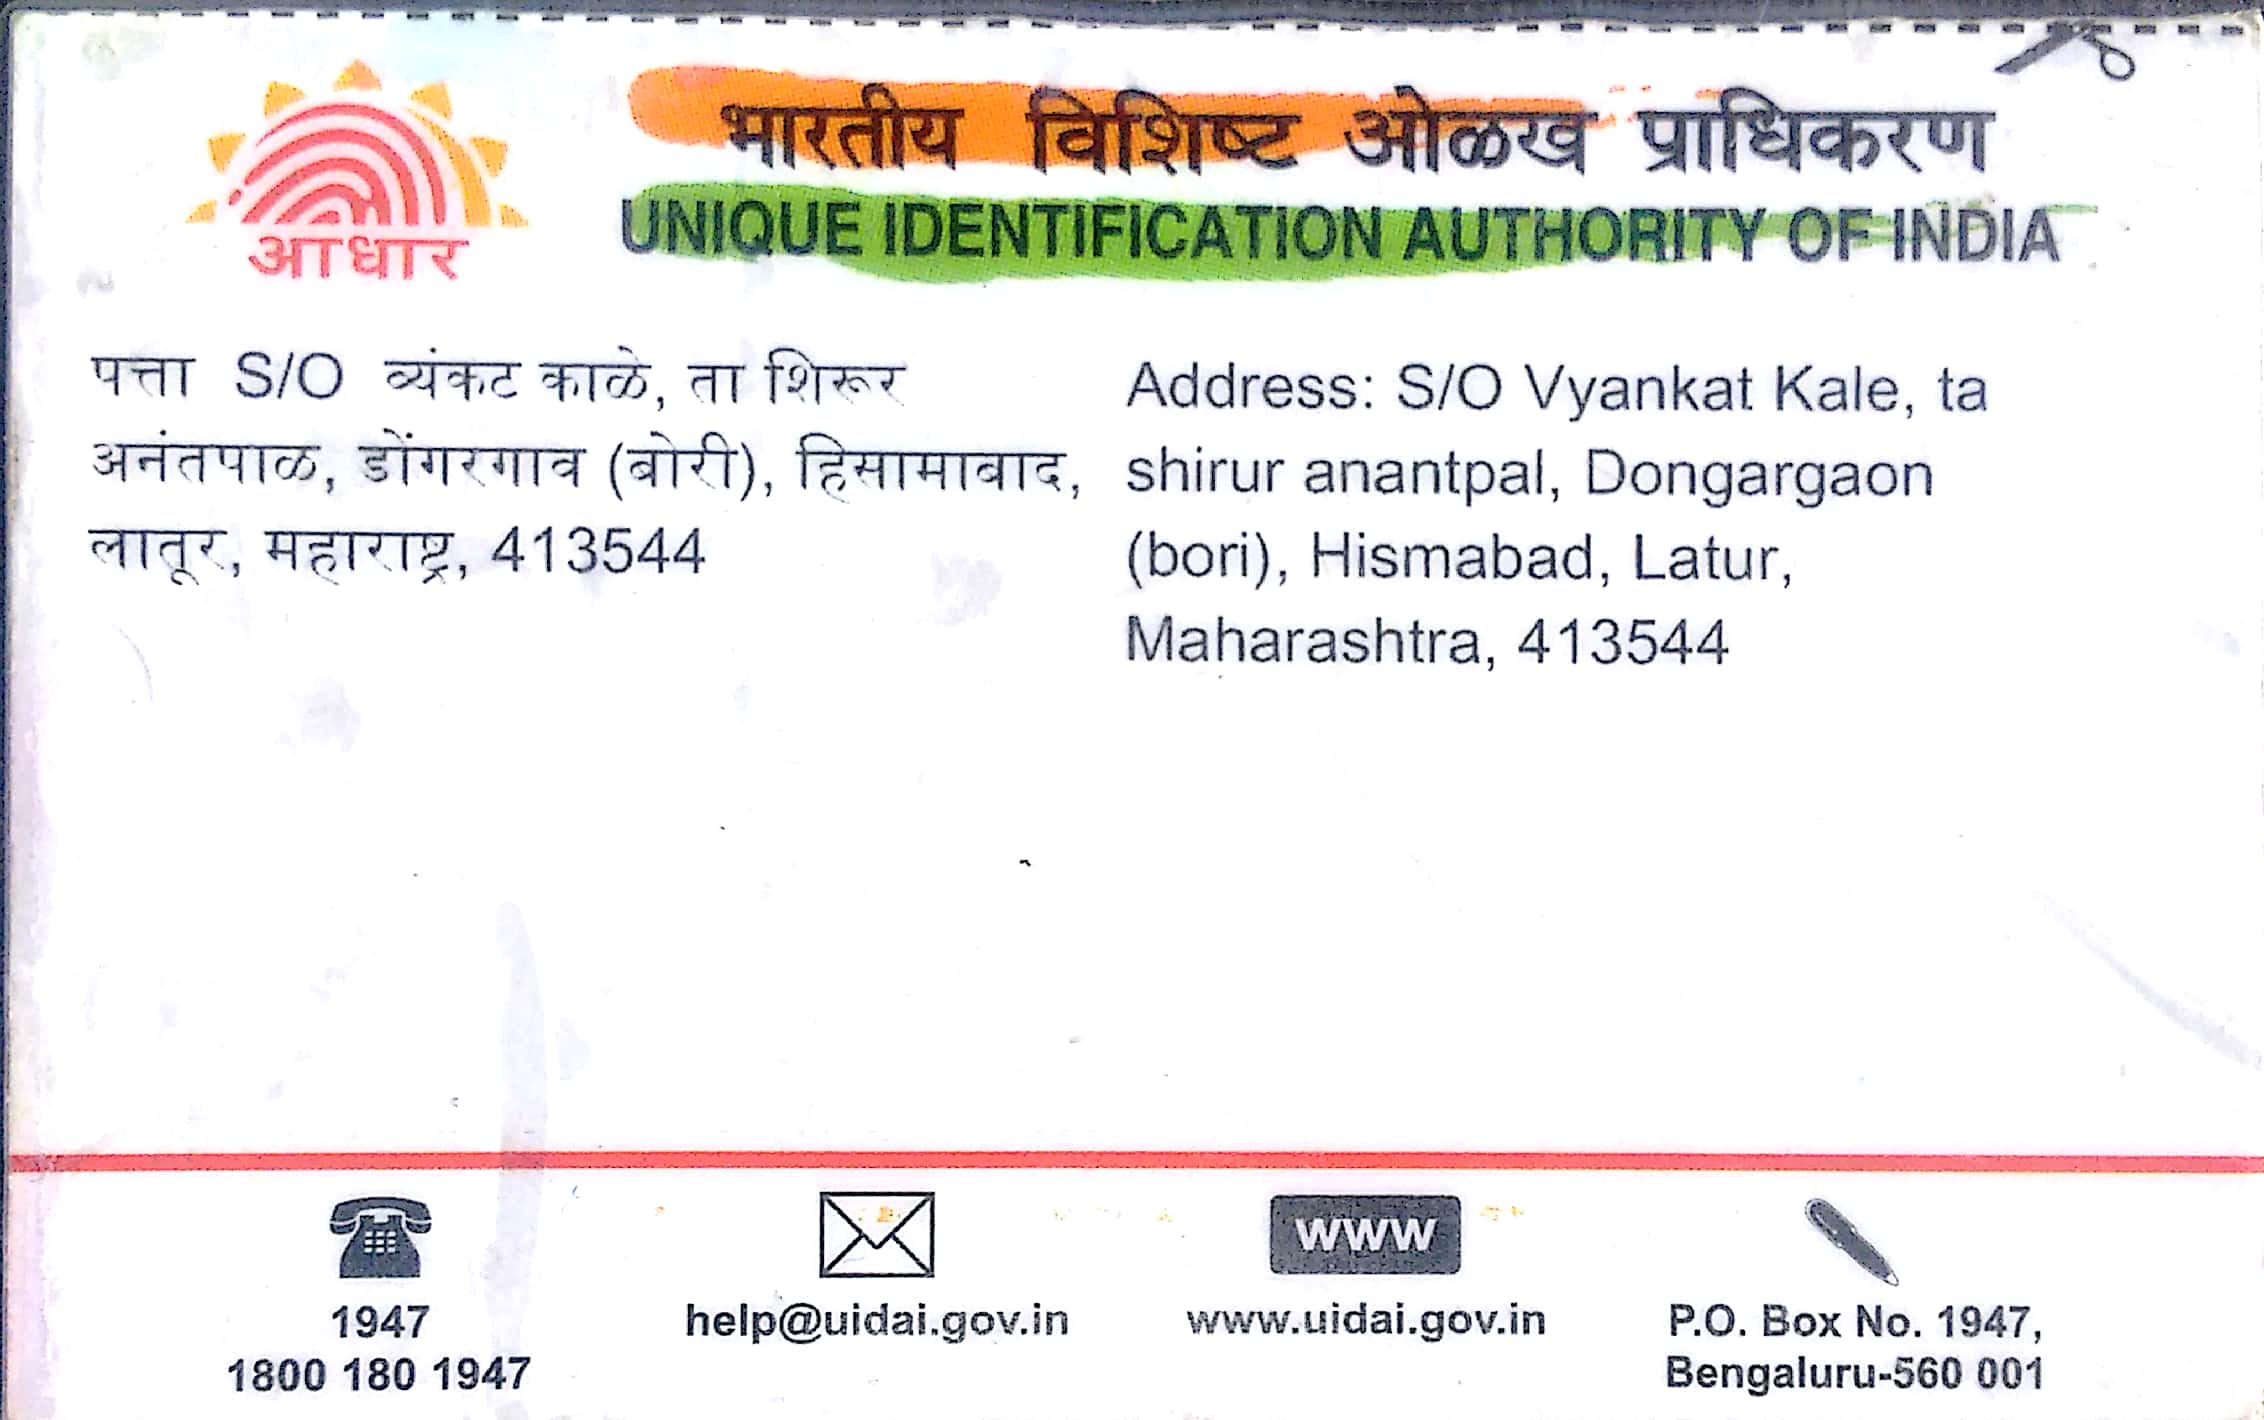 आधार
भारतीय विशिष्ट ओळख प्राधिकरण
UNIQUE IDENTIFICATION AUTHORITY OF INDIA
पत्ता S/O व्यंकट काळे, ता शिरूर
अनंतपाळ, डोंगरगाव (बोरी), हिसामाबाद,
लातूर, महाराष्ट्र, 413544
Address: S/O Vyankat Kale, ta
shirur anantpal, Dongargaon
(bori), Hismabad, Latur,
Maharashtra, 413544
1947
1800 180 1947
help@uidai.gov.in
www
www.uidai.gov.in
P.O. Box No. 1947,
Bengaluru-560 001